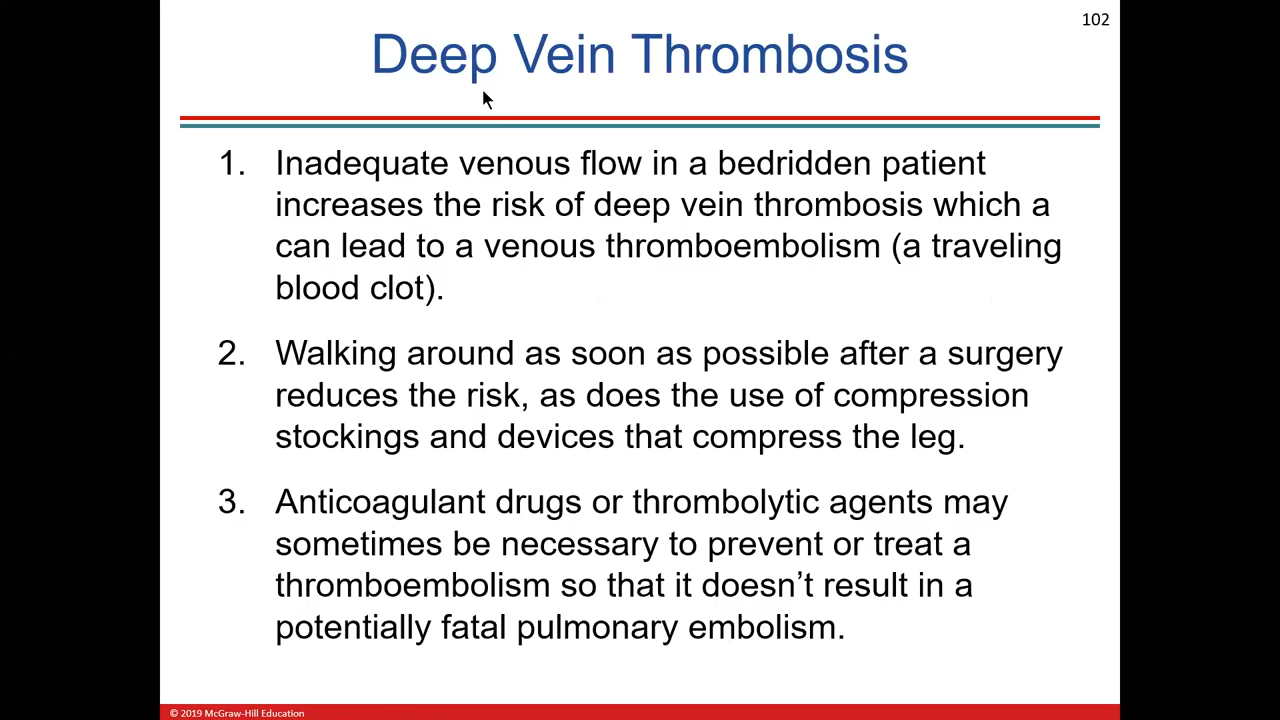 102
Deep Vein Thrombosis
1. Inadequate venous flow in a bedridden patient
increases the risk of deep vein thrombosis which a
can lead to a venous thromboembolism (a traveling
blood clot).
2. Walking around as soon as possible after a surgery
reduces the risk, as does the use of compression
stockings and devices that compress the leg.
3. Anticoagulant drugs or thrombolytic agents may
sometimes be necessary to prevent or treat a
thromboembolism so that it doesn’t result in a
potentially fatal pulmonary embolism.
© 2019 McGraw-Hill Education